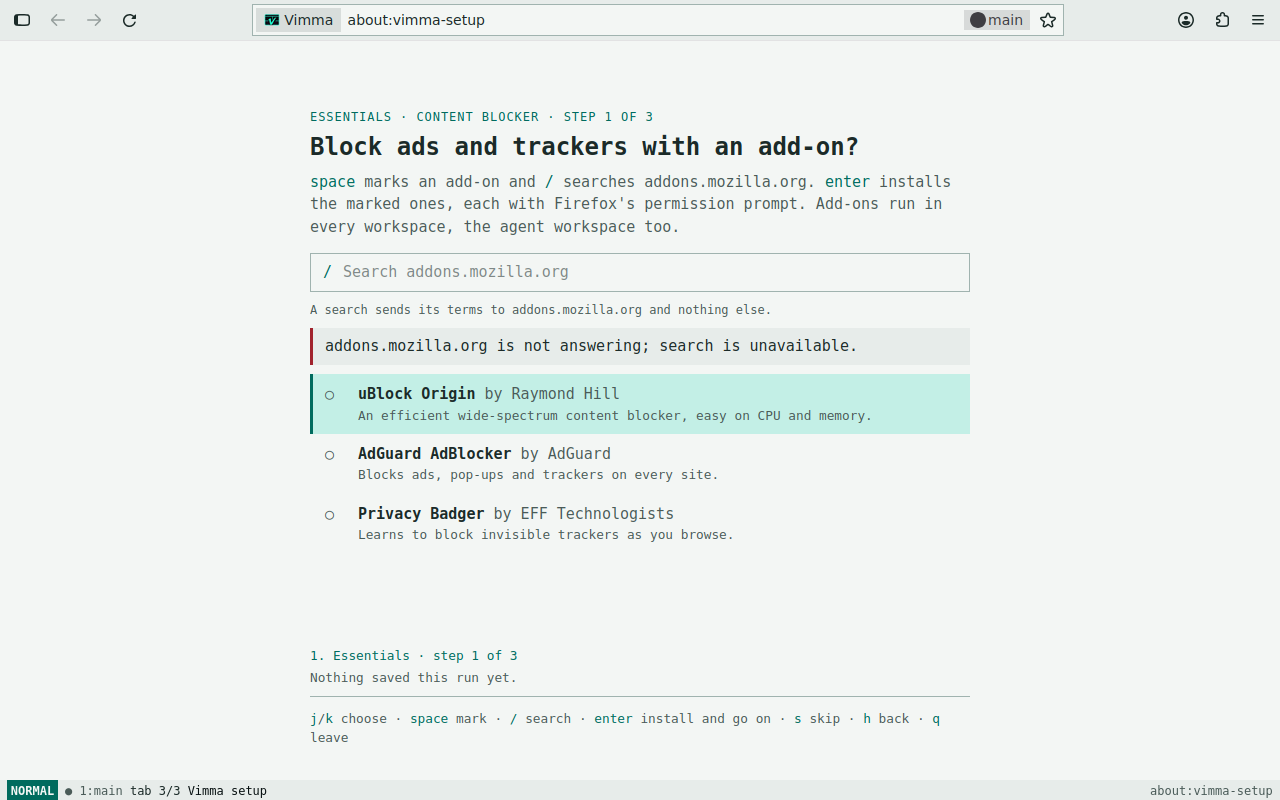 Vimma about:vimma-setup main
ESSENTIALS · CONTENT BLOCKER · STEP 1 OF 3
Block ads and trackers with an add-on?
space marks an add-on and / searches addons.mozilla.org. enter installs
the marked ones, each with Firefox's permission prompt. Add-ons run in
every workspace, the agent workspace too.
/ Search addons.mozilla.org
A search sends its terms to addons.mozilla.org and nothing else.
addons.mozilla.org is not answering; search is unavailable.
uBlock Origin by Raymond Hill
An efficient wide-spectrum content blocker, easy on CPU and memory.
AdGuard AdBlocker by AdGuard
Blocks ads, pop-ups and trackers on every site.
Privacy Badger by EFF Technologists
Learns to block invisible trackers as you browse.
1. Essentials · step 1 of 3
Nothing saved this run yet.
j/k choose · space mark · / search · enter install and go on · s skip · h back · q
leave
NORMAL ● 1:main tab 3/3 Vimma setup about:vimma-setup